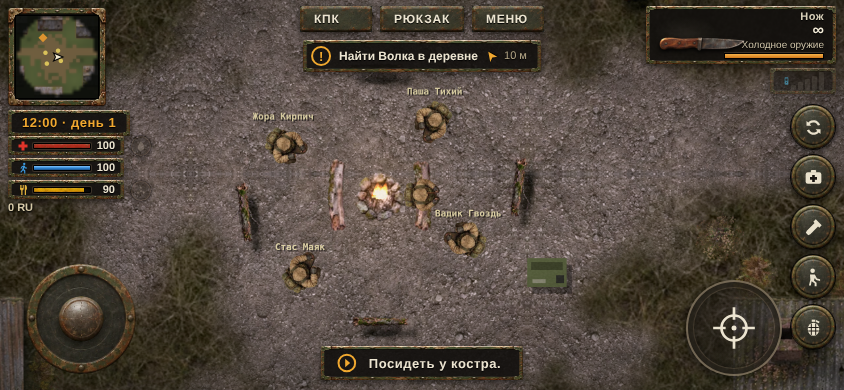 КПК
РЮКЗАК
МЕНЮ
Нож
∞
Холодное оружие
Найти Волка в деревне
10 м
12:00 · день 1
100
100
90
0 RU
Паша Тихий
Жора Кирпич
Вадик Гвоздь
Стас Маяк
Посидеть у костра.